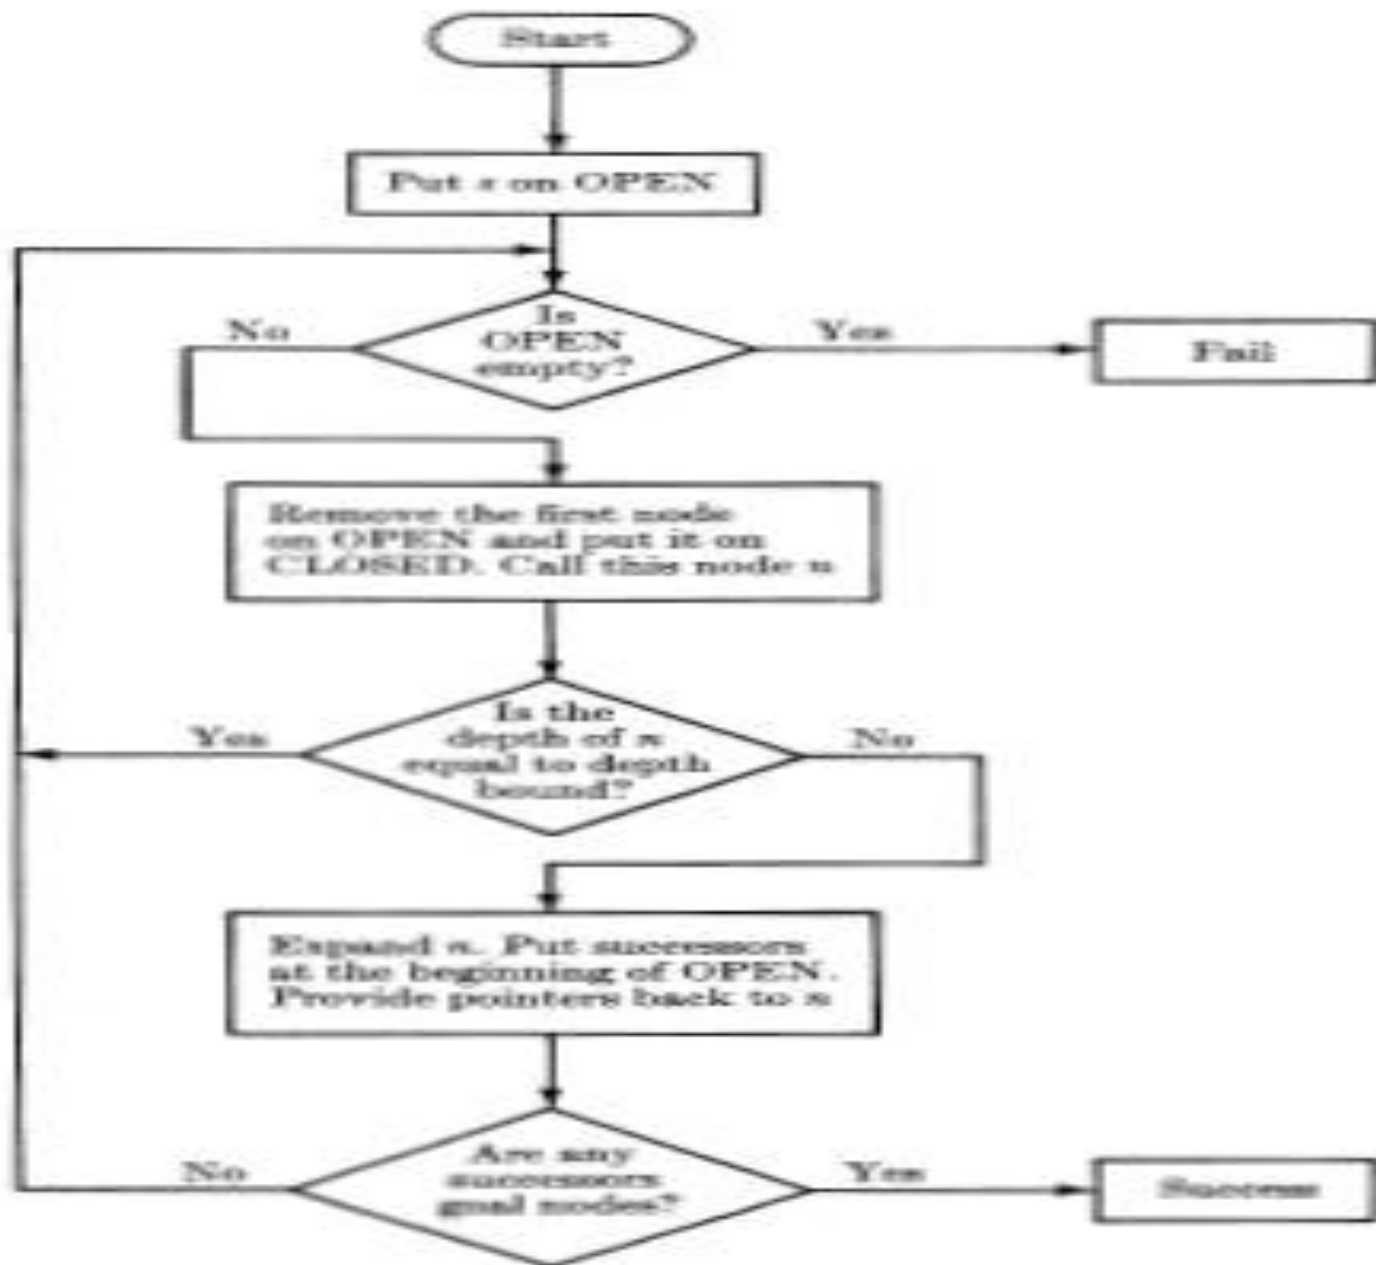 Start
Put s on OPEN
Is
OPEN
empty?
No
Yes
Fail
Remove the first node
on OPEN and put it on
CLOSED. Call this node n
Is the
depth of n
equal to depth
bound?
Yes
No
Expand n. Put successors
at the beginning of OPEN.
Provide pointers back to n
Are any
successors
goal nodes?
No
Yes
Success